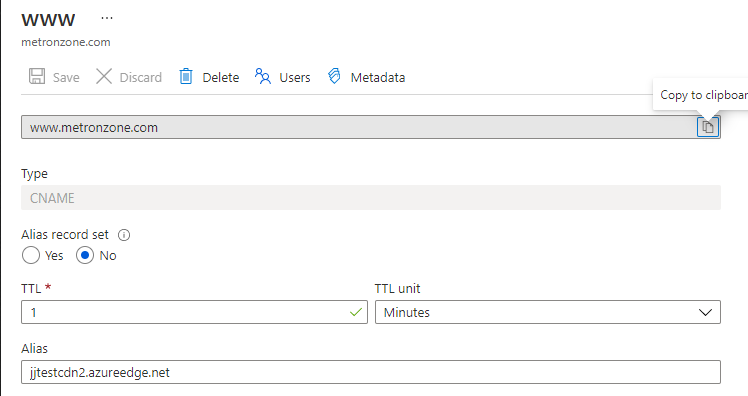 www ...
metronzone.com
Save Discard Delete Users Metadata
Copy to clipboar
www.metronzone.com
Type
CNAME
Alias record set
Yes No
TTL * TTL unit
1 Minutes
Alias
jjtestcdn2.azureedge.net